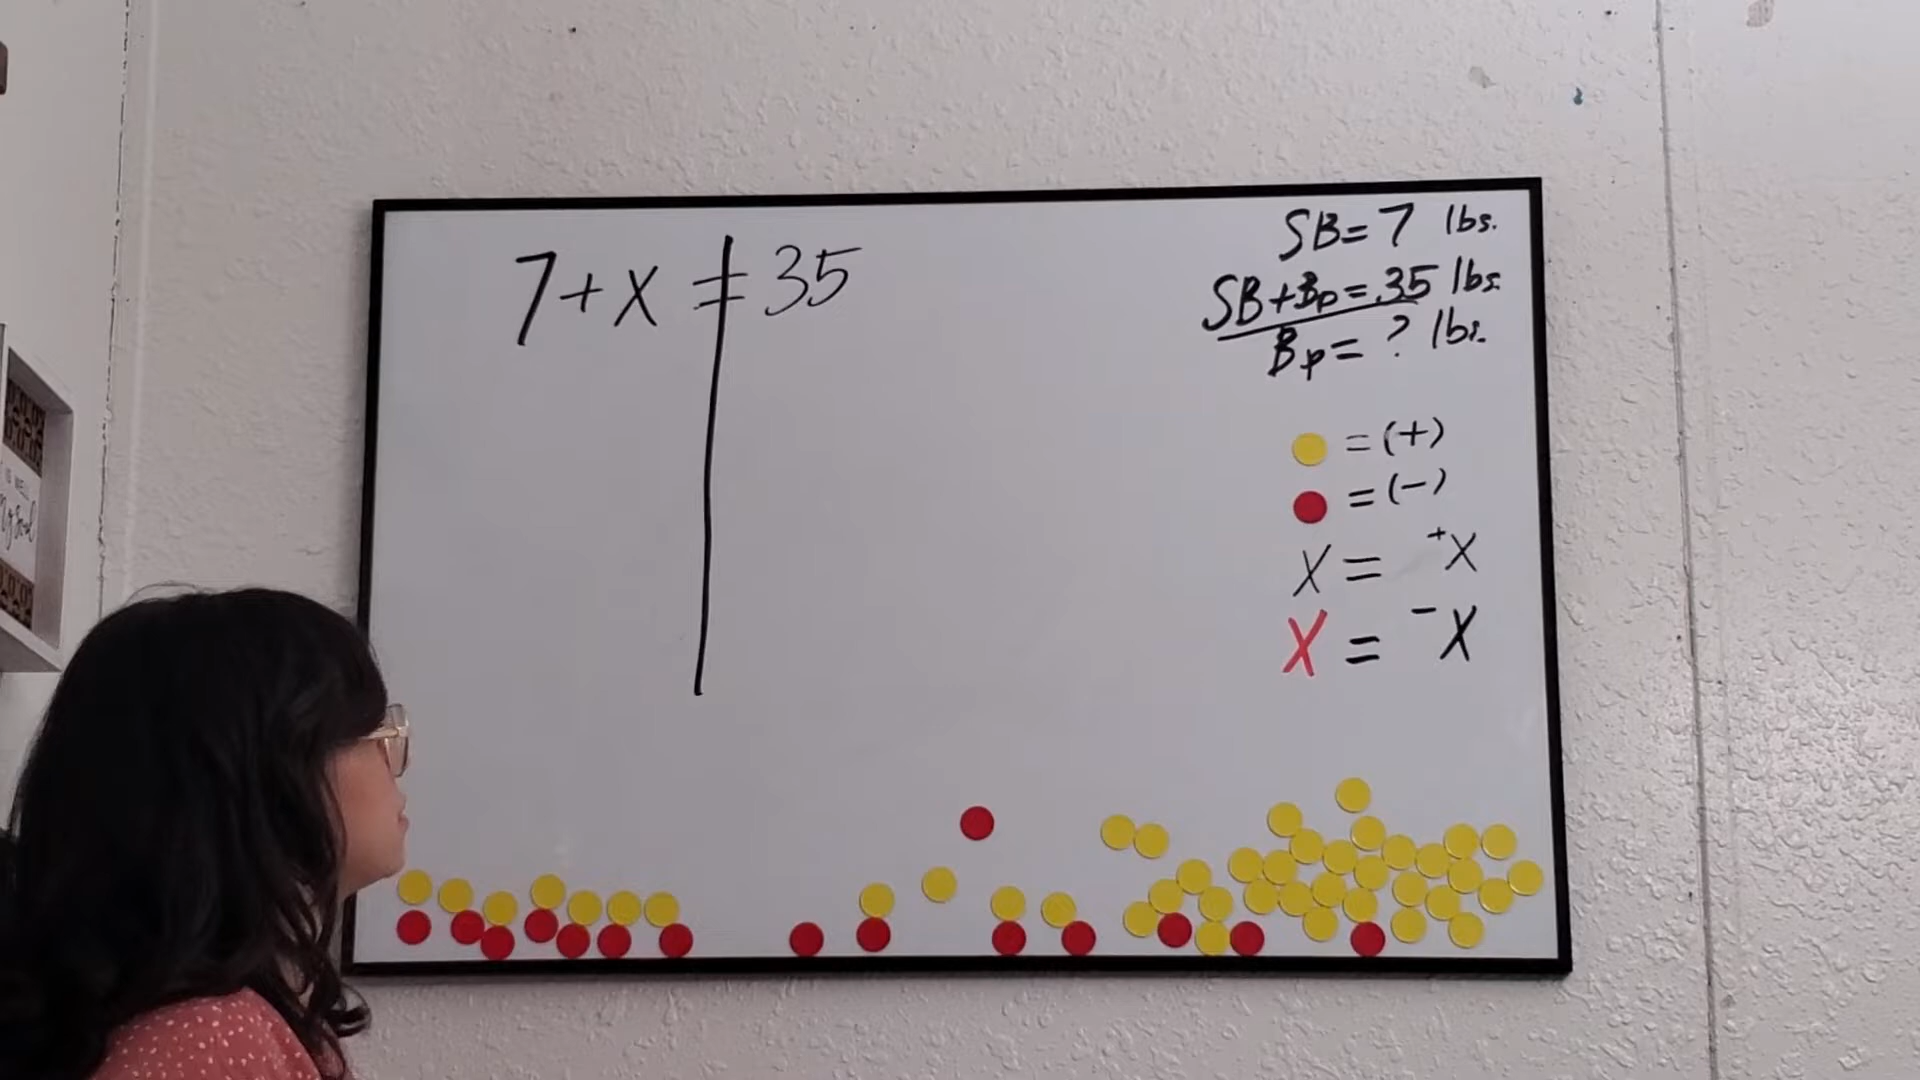 7+x=35
SB=7 lbs.
SB+Bp=35 lbs.
Bp=? lbs.
=(+)
=(-)
X = +X
X = -X